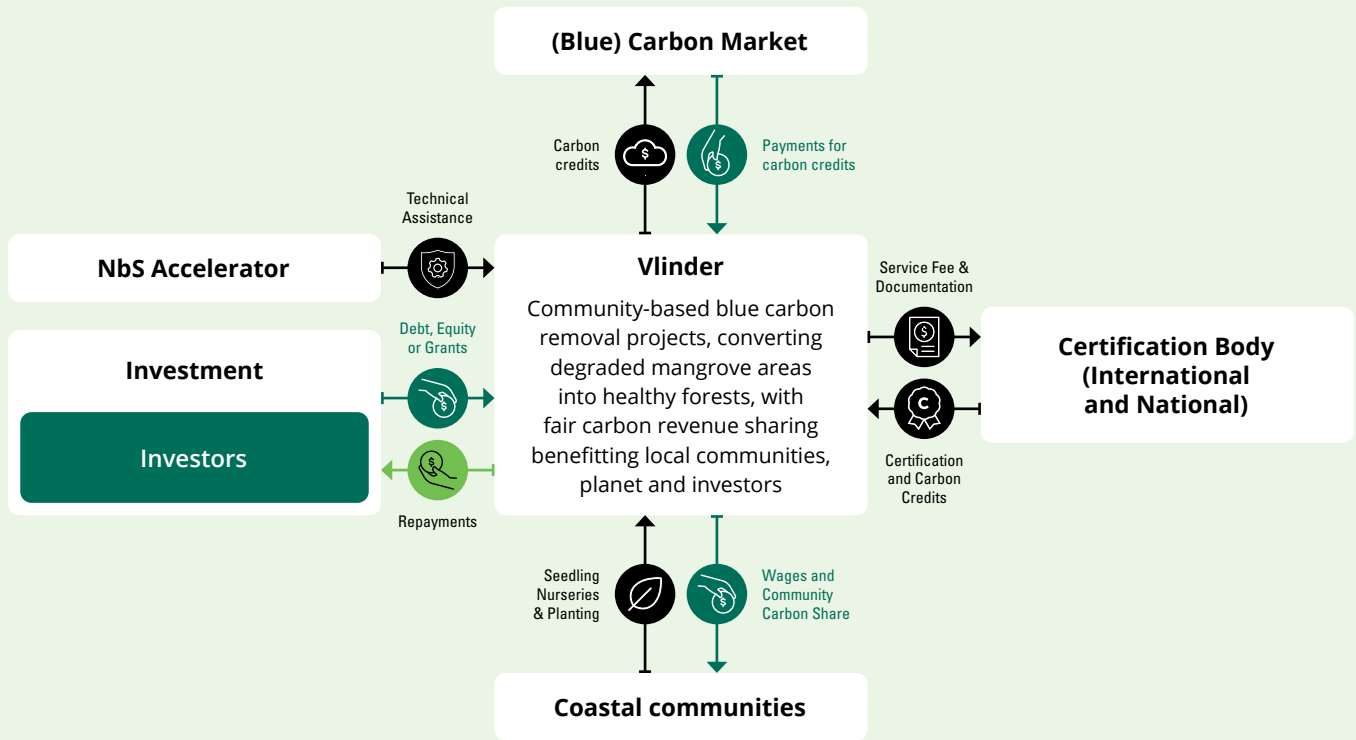 (Blue) Carbon Market
Carbon
credits
$
$
Payments for
carbon credits
Technical
Assistance
NbS Accelerator
Debt, Equity
or Grants
Investment
$
Investors
$
Repayments
Vlinder
Community-based blue carbon
removal projects, converting
degraded mangrove areas
into healthy forests, with
fair carbon revenue sharing
benefitting local communities,
planet and investors
Service Fee &
Documentation
$
C
Certification
and Carbon
Credits
Certification Body
(International
and National)
Seedling
Nurseries
& Planting
$
Wages and
Community
Carbon Share
Coastal communities